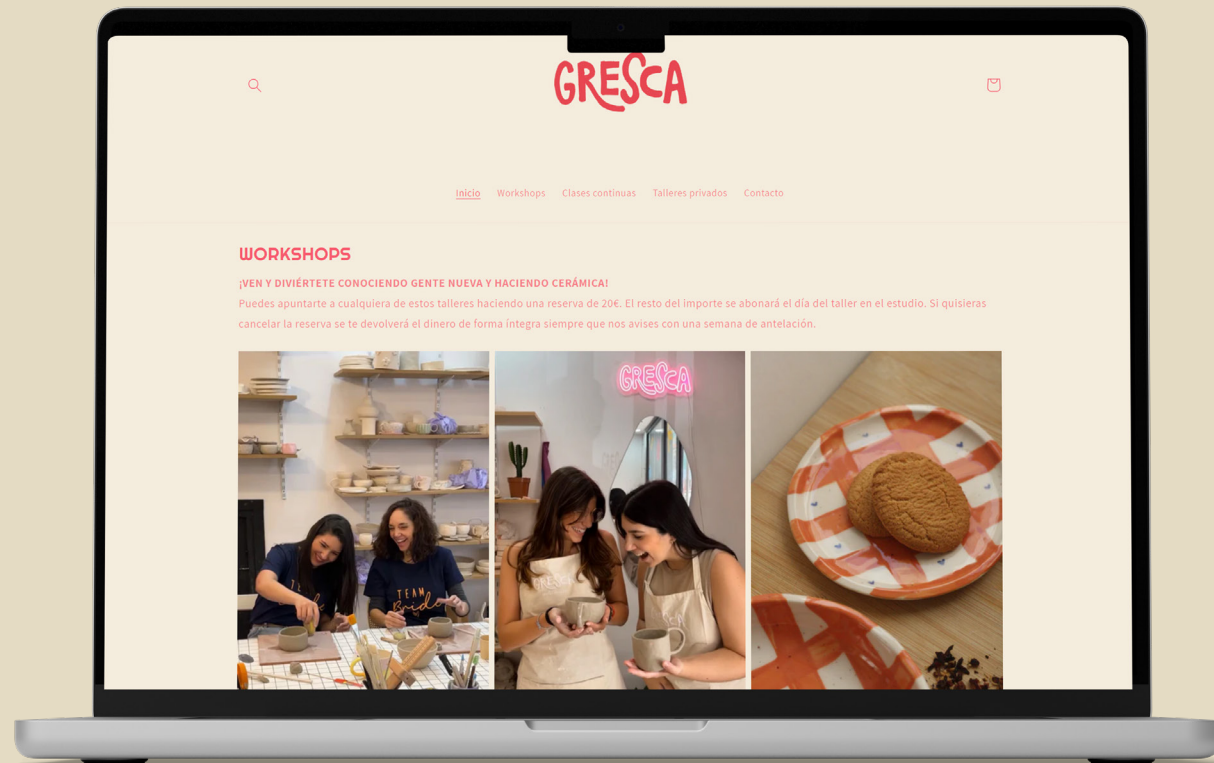 GRESCA
Inicio Workshops Clases continuas Talleres privados Contacto
WORKSHOPS
¡VEN Y DIVIÉRTETE CONOCIENDO GENTE NUEVA Y HACIENDO CERÁMICA!
Puedes apuntarte a cualquiera de estos talleres haciendo una reserva de 20€. El resto del importe se abonará el día del taller en el estudio. Si quisieras
cancelar la reserva se te devolverá el dinero de forma íntegra siempre que nos avises con una semana de antelación.
GRESCA
TEAM
Bride
GRESCA